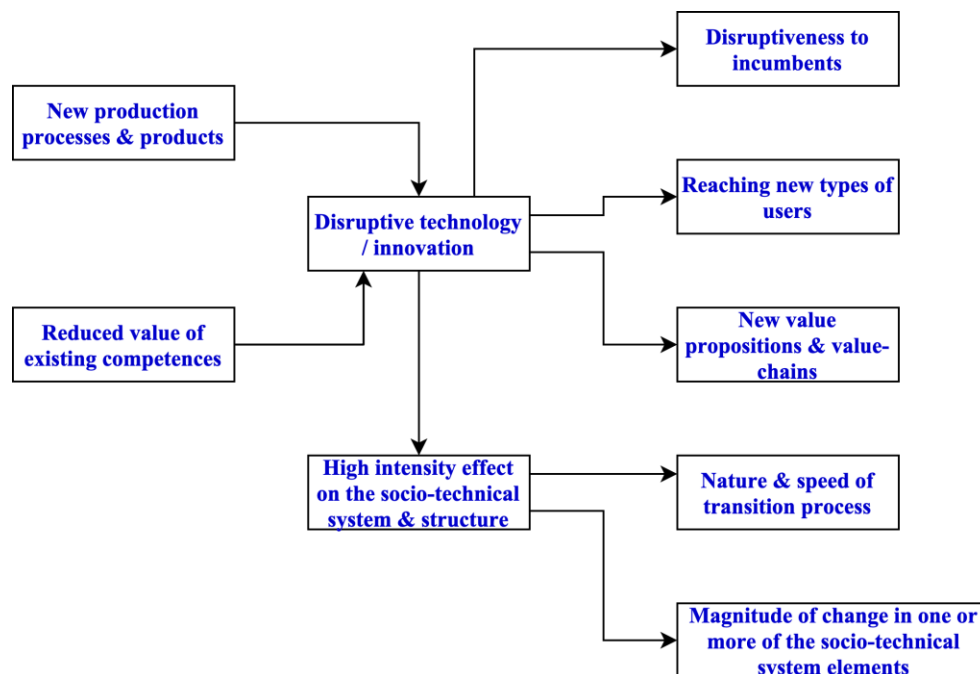 Disruptiveness to
incumbents
New production
processes & products
Reaching new types of
users
Disruptive technology
/ innovation
Reduced value of
existing competences
New value
propositions & value-
chains
High intensity effect
on the socio-technical
system & structure
Nature & speed of
transition process
Magnitude of change in one or
more of the socio-technical
system elements